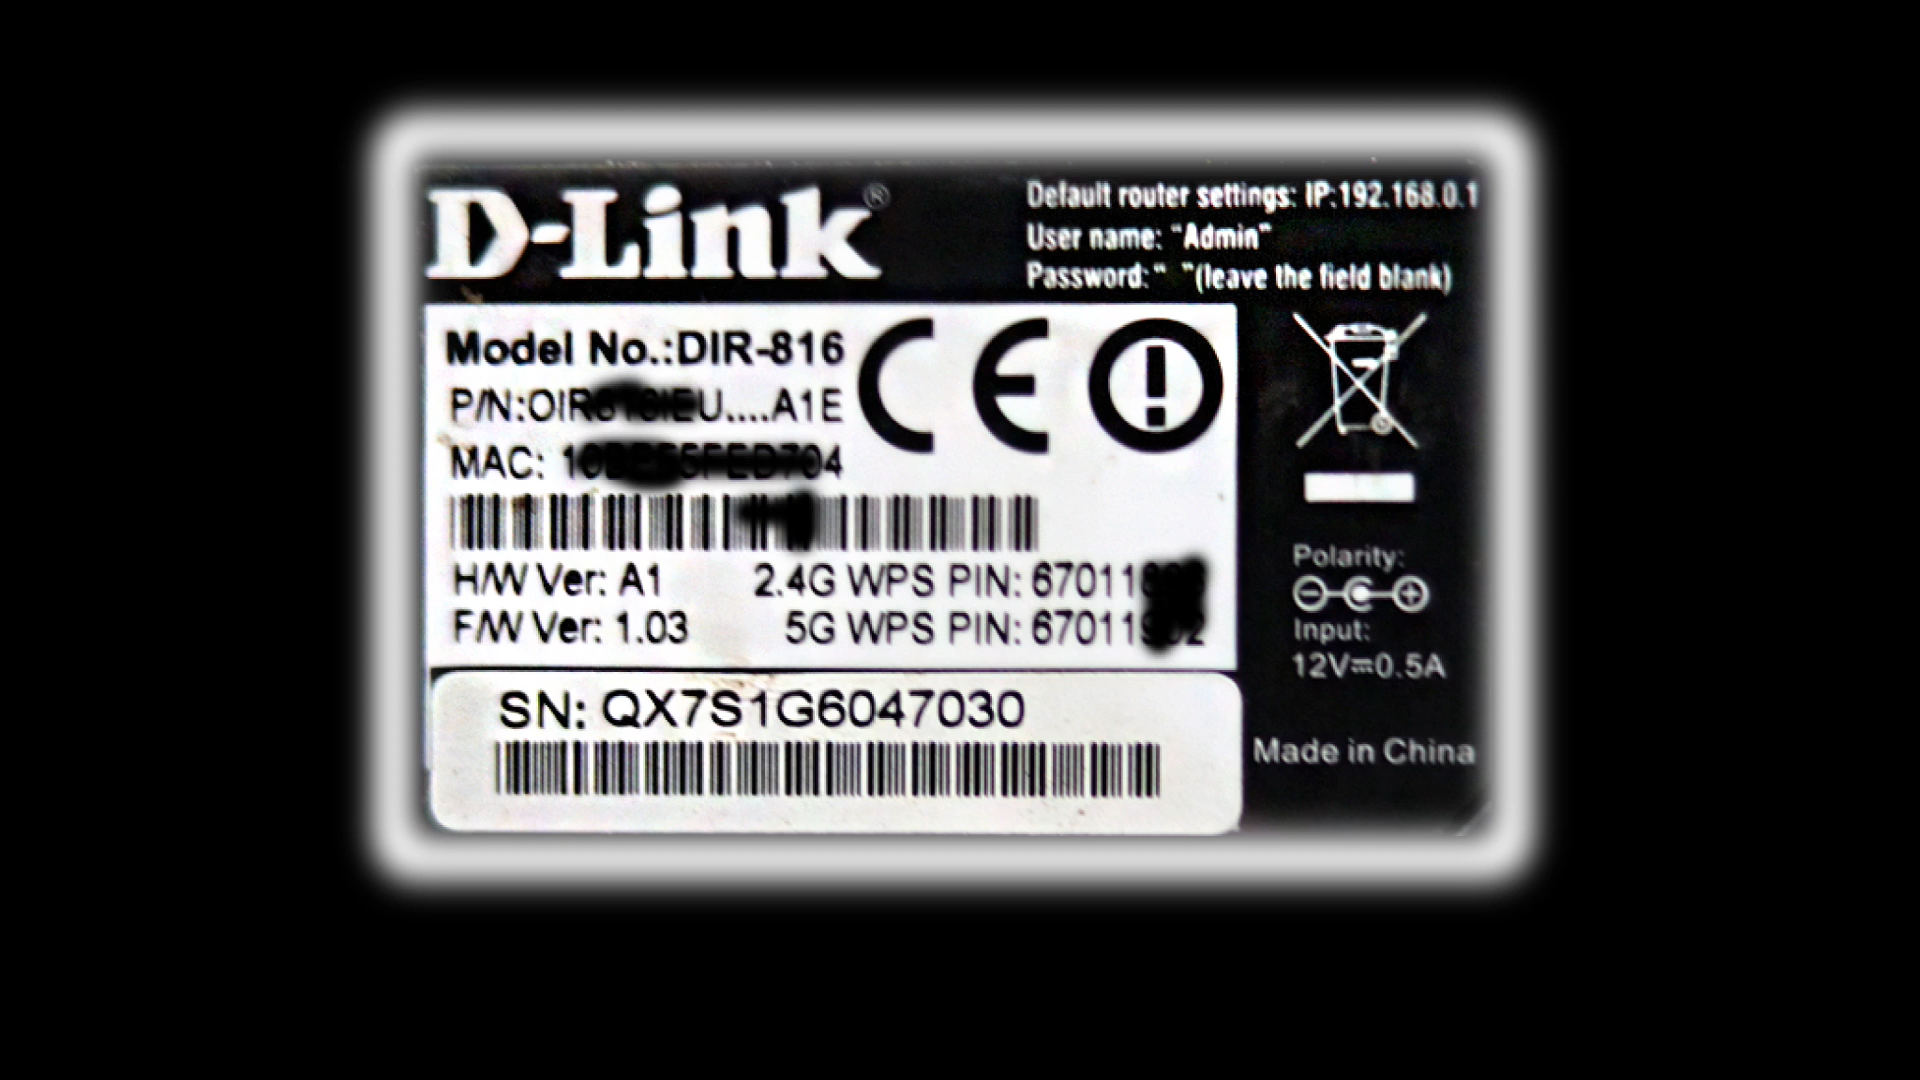 D-Link®
Default router settings: IP:192.168.0.1
User name: "Admin"
Password:" "(leave the field blank)
Model No.:DIR-816
CE
Polarity:
H/W Ver: A1 2.4G WPS PIN:
F/W Ver: 1.03 5G WPS PIN:
Input:
12V⎓0.5A
SN: QX7S1G6047030
Made in China